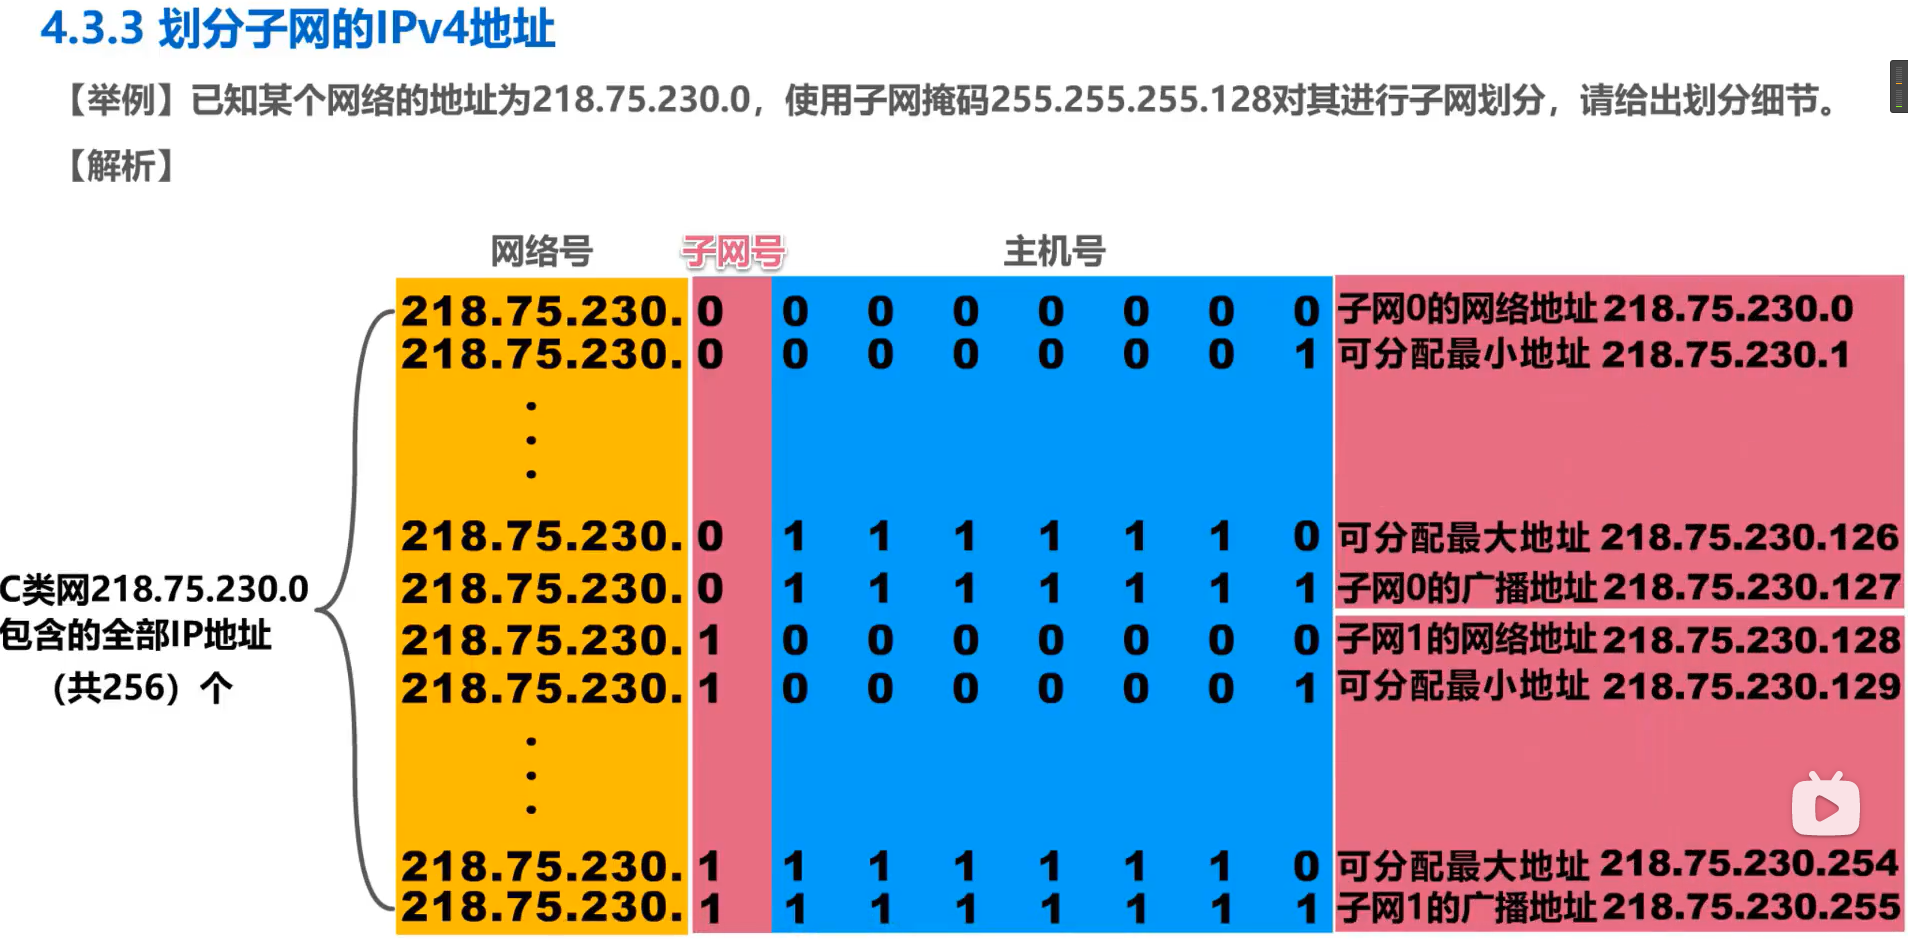 4.3.3 划分子网的IPv4地址
【举例】已知某个网络的地址为218.75.230.0，使用子网掩码255.255.255.128对其进行子网划分，请给出划分细节。
【解析】
网络号 子网号 主机号
218.75.230. 0 0 0 0 0 0 0 0 子网0的网络地址 218.75.230.0
218.75.230. 0 0 0 0 0 0 0 1 可分配最小地址 218.75.230.1
218.75.230. 0 1 1 1 1 1 1 0 可分配最大地址 218.75.230.126
218.75.230. 0 1 1 1 1 1 1 1 子网0的广播地址 218.75.230.127
C类网218.75.230.0
包含的全部IP地址
（共256）个
218.75.230. 1 0 0 0 0 0 0 0 子网1的网络地址 218.75.230.128
218.75.230. 1 0 0 0 0 0 0 1 可分配最小地址 218.75.230.129
218.75.230. 1 1 1 1 1 1 1 0 可分配最大地址 218.75.230.254
218.75.230. 1 1 1 1 1 1 1 1 子网1的广播地址 218.75.230.255